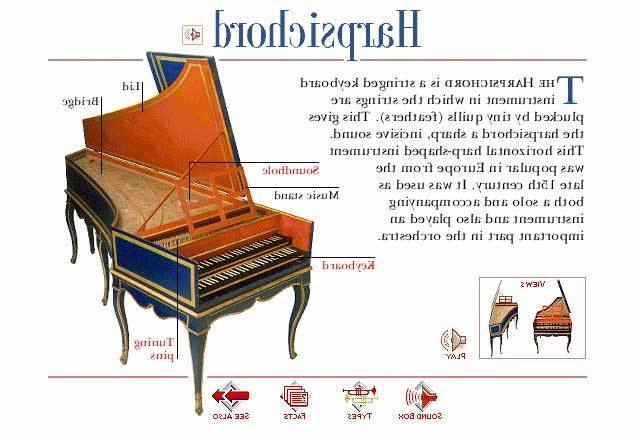 Harpsichord
THE HARPSICHORD is a stringed keyboard
instrument in which the strings are
plucked by tiny quills (feathers). This gives
the harpsichord a sharp, incisive sound.
This horizontal harp-shaped instrument
was popular in Europe from the
late 15th century. It was used as
both a solo and accompanying
instrument and also played an
important part in the orchestra.
Lid
Bridge
Soundhole
Music stand
Keyboard
Tuning
pins
VIEWS
PLAY
SOUND BOX
TYPES
FACTS
SEE ALSO